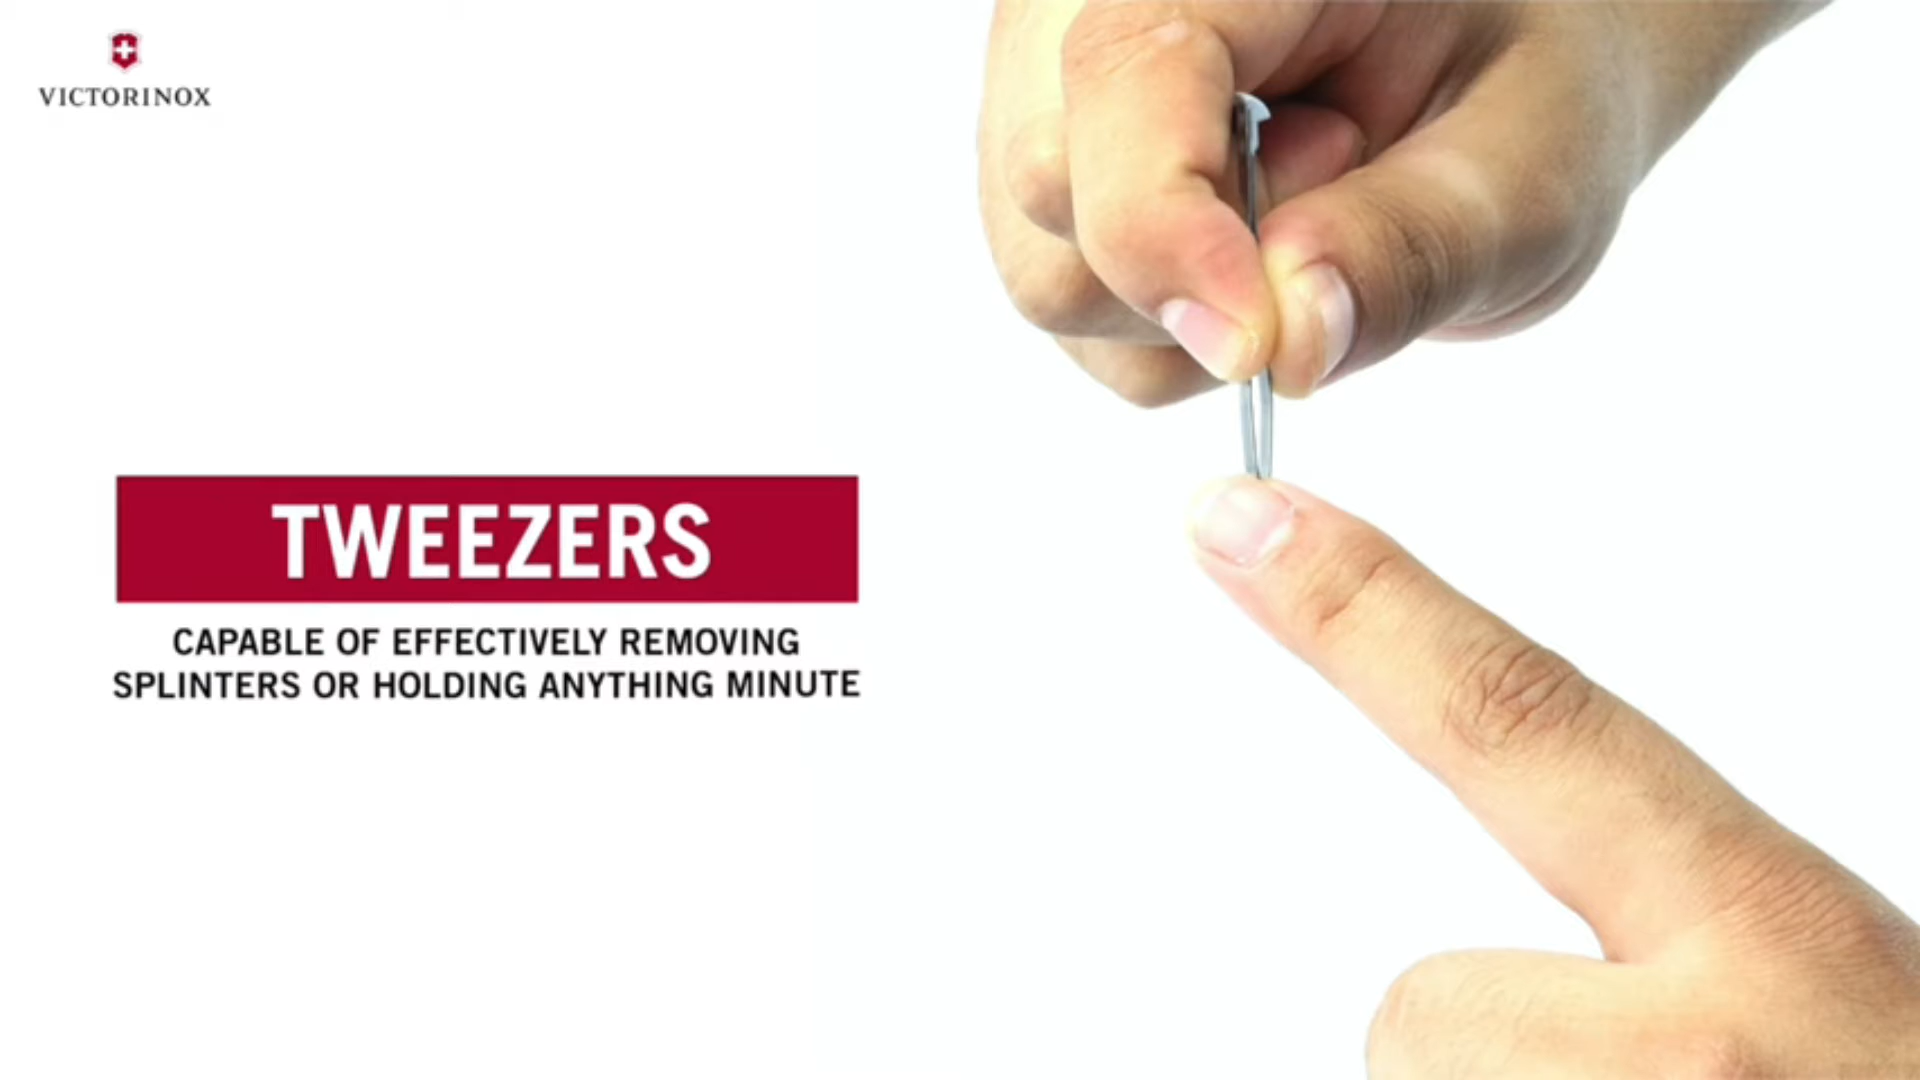 VICTORINOX
TWEEZERS
CAPABLE OF EFFECTIVELY REMOVING
SPLINTERS OR HOLDING ANYTHING MINUTE